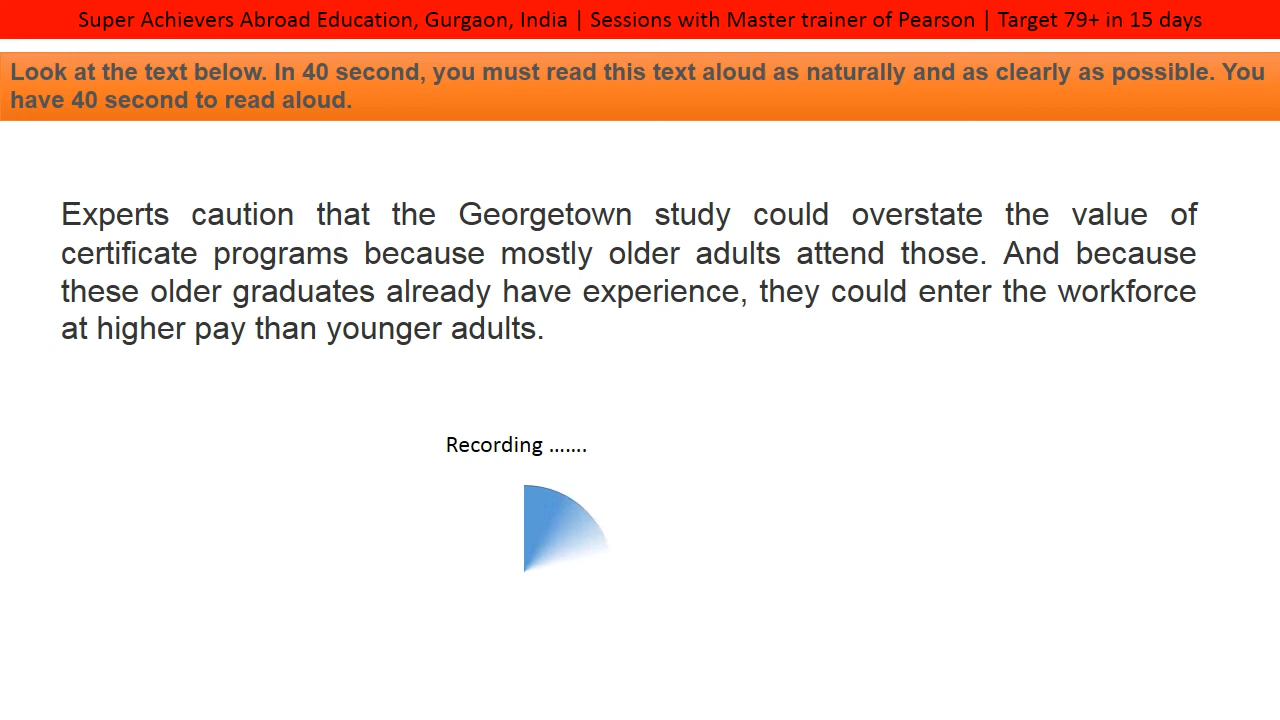 Super Achievers Abroad Education, Gurgaon, India | Sessions with Master trainer of Pearson | Target 79+ in 15 days
Look at the text below. In 40 second, you must read this text aloud as naturally and as clearly as possible. You
have 40 second to read aloud.
Experts caution that the Georgetown study could overstate the value of
certificate programs because mostly older adults attend those. And because
these older graduates already have experience, they could enter the workforce
at higher pay than younger adults.
Recording .......